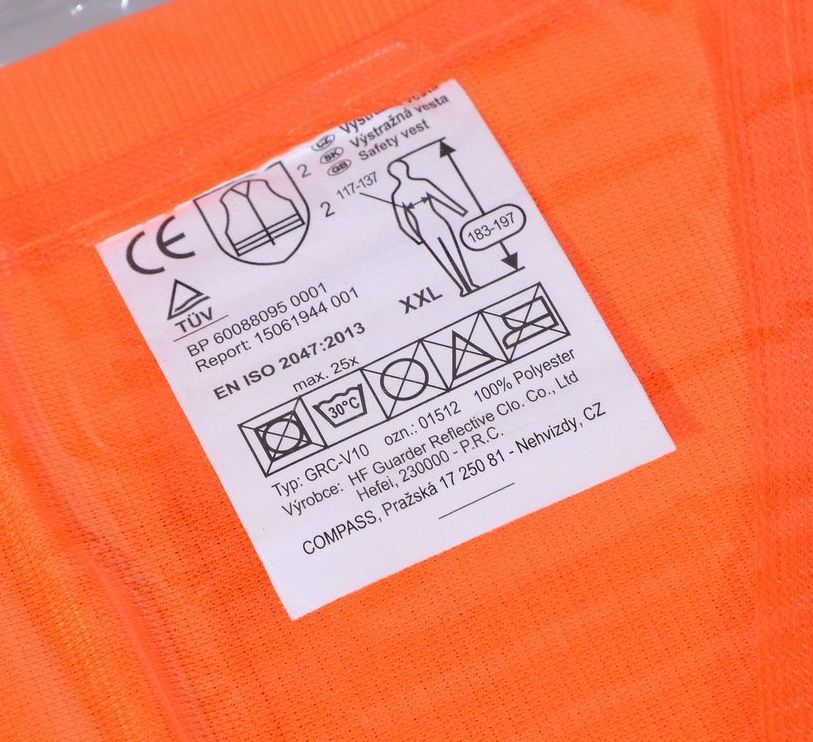 CZ Výstražná vesta
SK Výstražná vesta
GB Safety vest
CE
2
2
117-137
183-197
TÜV
BP 60088095 0001
Report: 15061944 001
XXL
EN ISO 2047:2013
max. 25x
30°C
Typ: GRC-V10 ozn.: 01512 100% Polyester
Výrobce: HF Guarder Reflective Clo. Co., Ltd
Hefei, 230000 - P.R.C.
COMPASS, Pražská 17 250 81 - Nehvizdy, CZ